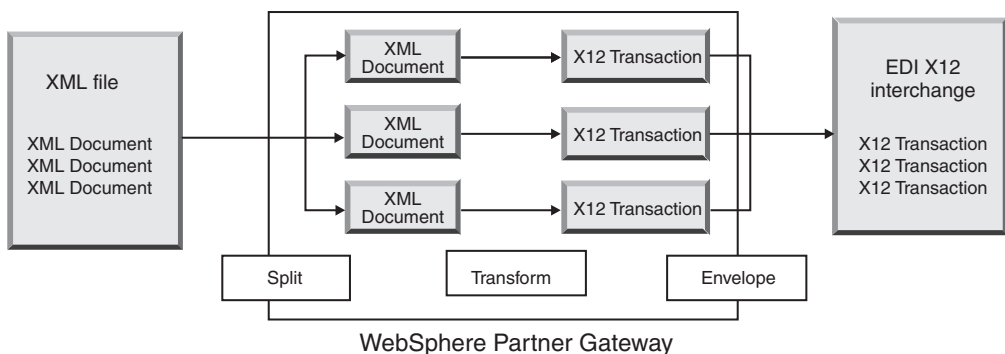 XML file
XML Document
XML Document
XML Document
XML
Document
X12 Transaction
XML
Document
X12 Transaction
XML
Document
X12 Transaction
EDI X12
interchange
X12 Transaction
X12 Transaction
X12 Transaction
Split
Transform
Envelope
WebSphere Partner Gateway